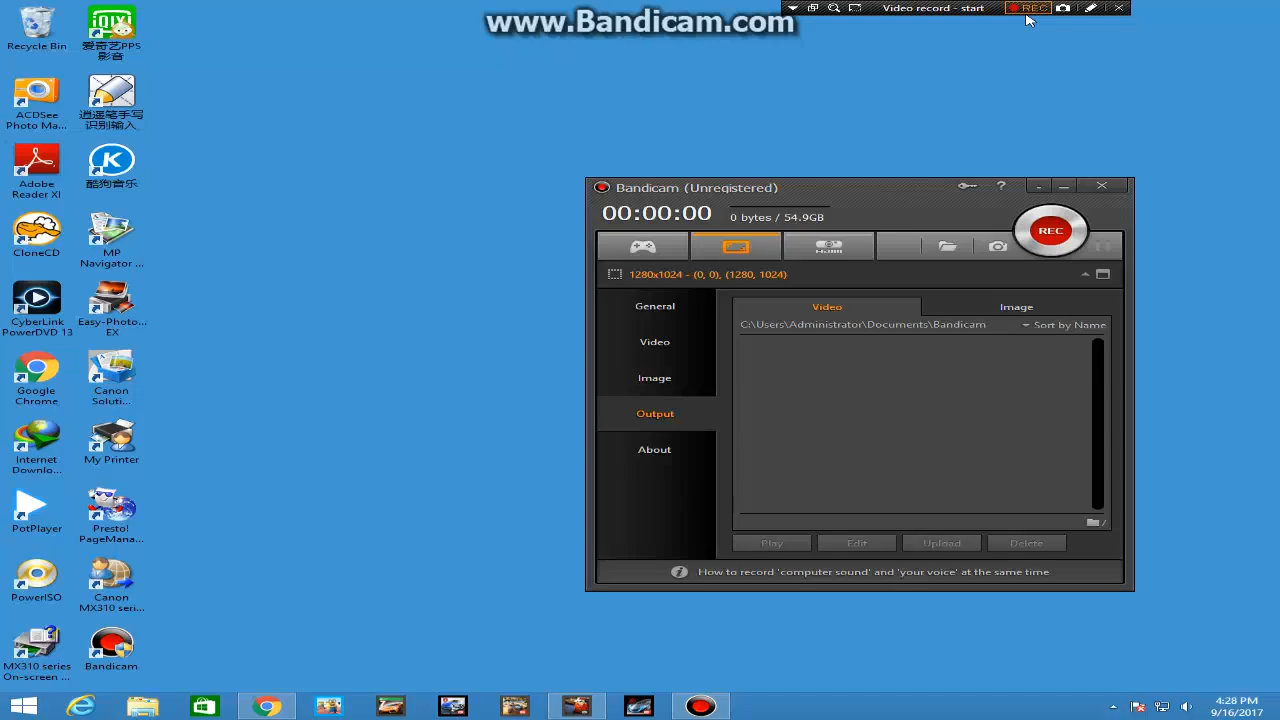 www.Bandicam.com
Video record - start
REC
Recycle Bin
爱奇艺PPS
影音
ACDSee
Photo Ma...
逍遥笔手写
识别输入
Adobe
Reader XI
酷狗音乐
CloneCD
MP
Navigator ...
CyberLink
PowerDVD 13
Easy-Photo...
EX
Google
Chrome
Canon
Soluti...
Internet
Downlo...
My Printer
PotPlayer
Presto!
PageMana...
PowerISO
Canon
MX310 seri...
MX310 series
On-screen ...
Bandicam
Bandicam (Unregistered)
00:00:00
0 bytes / 54.9GB
REC
HDMI
1280x1024 - (0, 0), (1280, 1024)
General
Video
Image
Output
About
Video
Image
C:\Users\Administrator\Documents\Bandicam
Sort by Name
Play
Edit
Upload
Delete
How to record 'computer sound' and 'your voice' at the same time
4:28 PM
9/16/2017